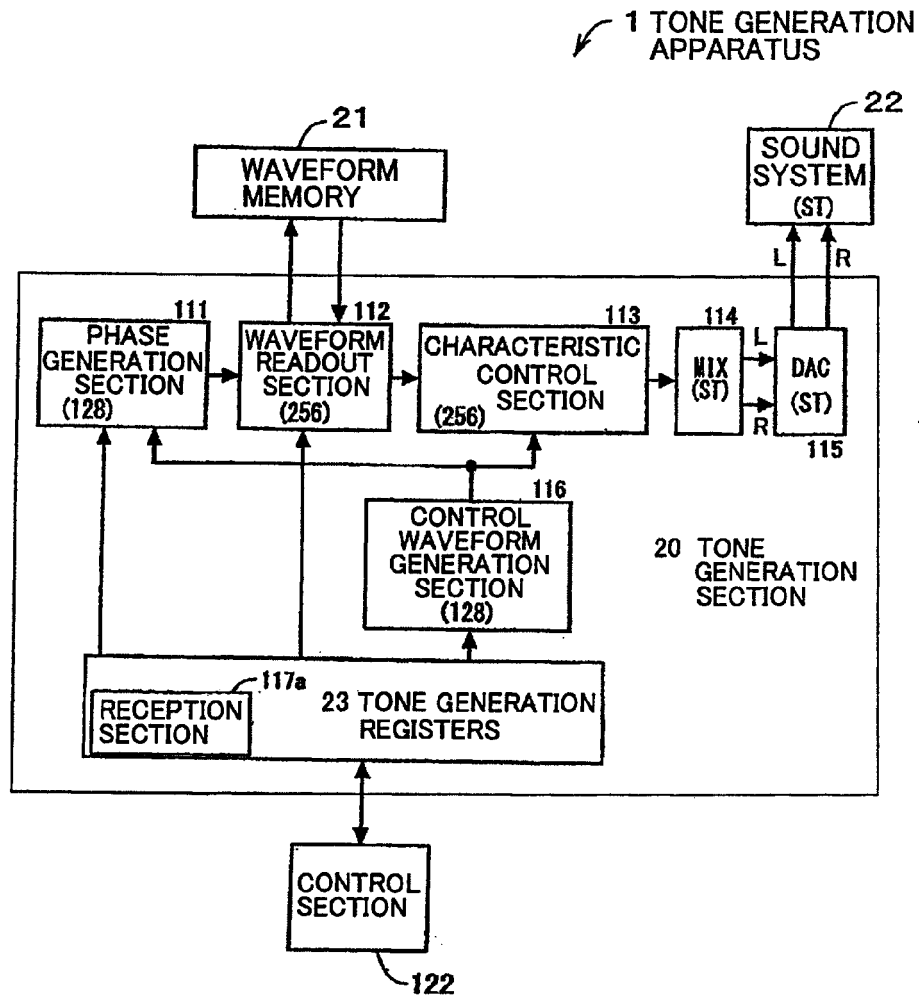 1 TONE GENERATION
APPARATUS
21
WAVEFORM
MEMORY
22
SOUND
SYSTEM
(ST)
L
R
111
PHASE
GENERATION
SECTION
(128)
112
WAVEFORM
READOUT
SECTION
(256)
113
CHARACTERISTIC
CONTROL
SECTION
(256)
114
MIX
(ST)
L
R
DAC
(ST)
115
116
CONTROL
WAVEFORM
GENERATION
SECTION
(128)
20 TONE
GENERATION
SECTION
117a
RECEPTION
SECTION
23 TONE GENERATION
REGISTERS
CONTROL
SECTION
122